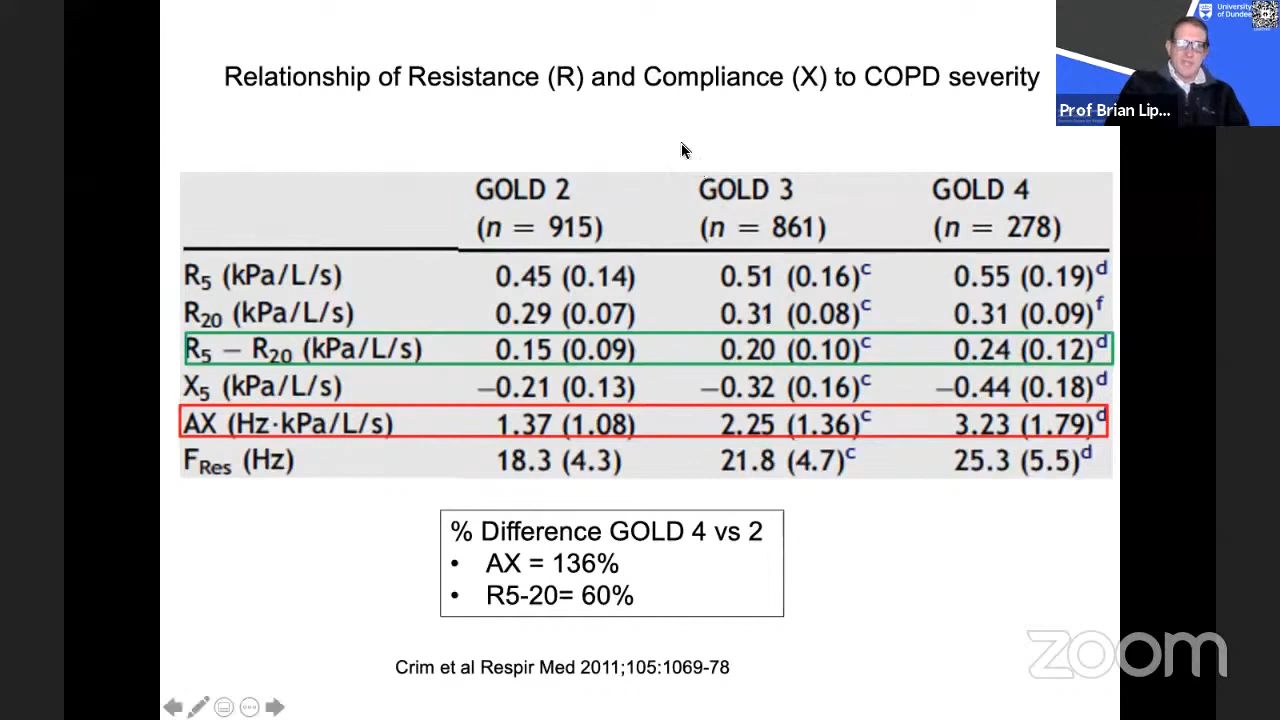 University
of Dundee
Prof Brian Lip...
Relationship of Resistance (R) and Compliance (X) to COPD severity
GOLD 2 GOLD 3 GOLD 4
(n = 915) (n = 861) (n = 278)
R5 (kPa/L/s) 0.45 (0.14) 0.51 (0.16)c 0.55 (0.19)d
R20 (kPa/L/s) 0.29 (0.07) 0.31 (0.08)c 0.31 (0.09)f
R5 − R20 (kPa/L/s) 0.15 (0.09) 0.20 (0.10)c 0.24 (0.12)d
X5 (kPa/L/s) −0.21 (0.13) −0.32 (0.16)c −0.44 (0.18)d
AX (Hz·kPa/L/s) 1.37 (1.08) 2.25 (1.36)c 3.23 (1.79)d
FRes (Hz) 18.3 (4.3) 21.8 (4.7)c 25.3 (5.5)d
% Difference GOLD 4 vs 2
• AX = 136%
• R5-20= 60%
Crim et al Respir Med 2011;105:1069-78
zoom